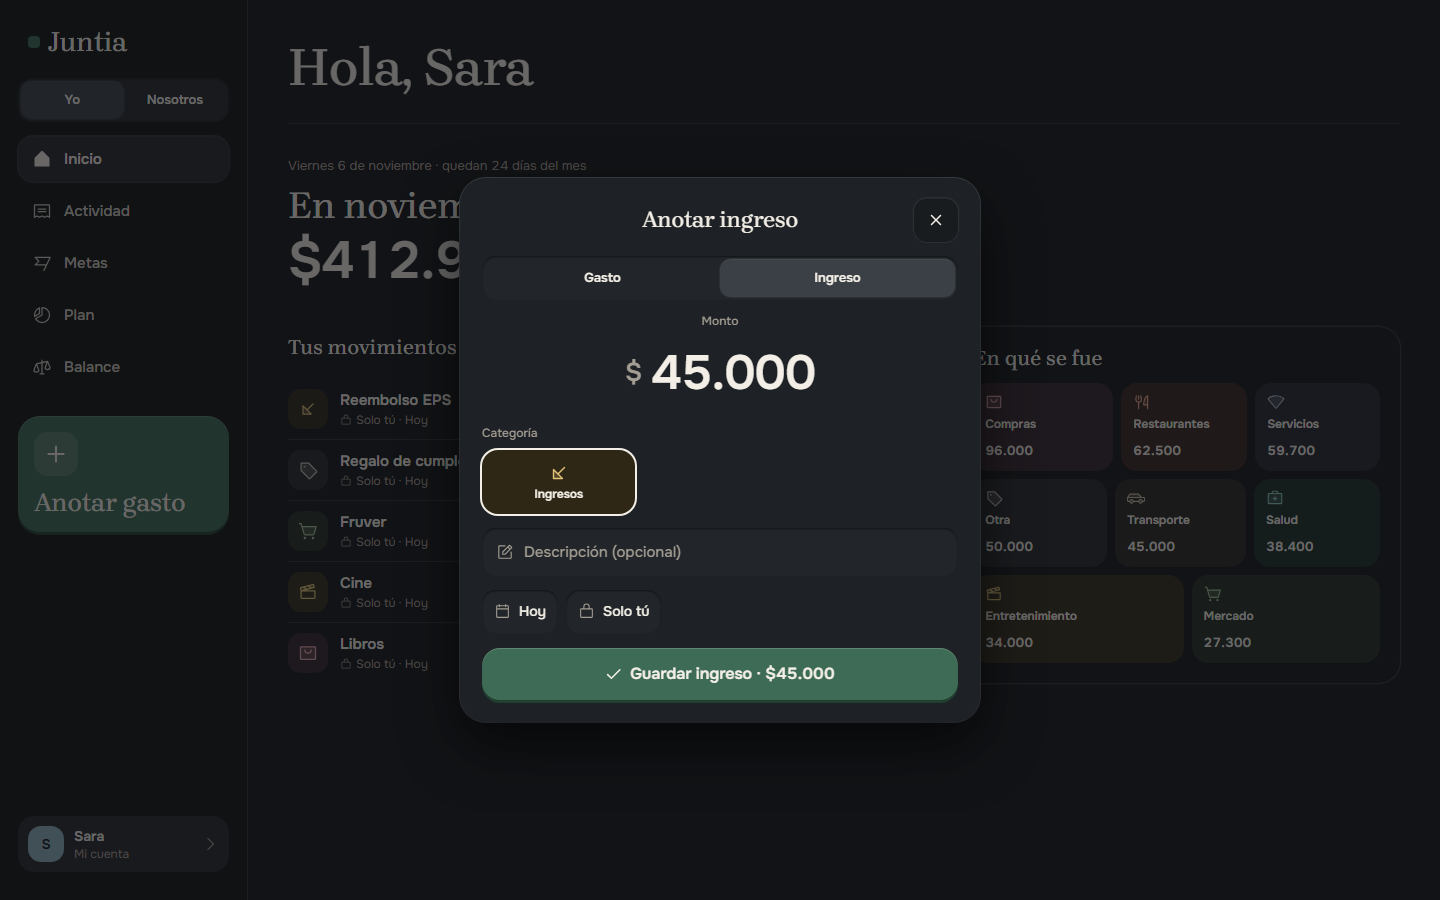 Juntia
Yo
Nosotros
Inicio
Actividad
Metas
Plan
Balance
Anotar gasto
Sara
Mi cuenta
Hola, Sara
Viernes 6 de noviembre · quedan 24 días del mes
$412.9
Tus movimientos
Reembolso EPS
Solo tú · Hoy
Regalo de
Solo tú · Hoy
Fruver
Solo tú · Hoy
Cine
Solo tú · Hoy
Libros
Solo tú · Hoy
Anotar ingreso
Gasto
Ingreso
Monto
$ 45.000
Categoría
Ingresos
Descripción (opcional)
Hoy
Solo tú
Guardar ingreso · $45.000
En qué se fue
Compras
96.000
Restaurantes
62.500
Servicios
59.700
Otra
50.000
Transporte
45.000
Salud
38.400
Entretenimiento
34.000
Mercado
27.300
S